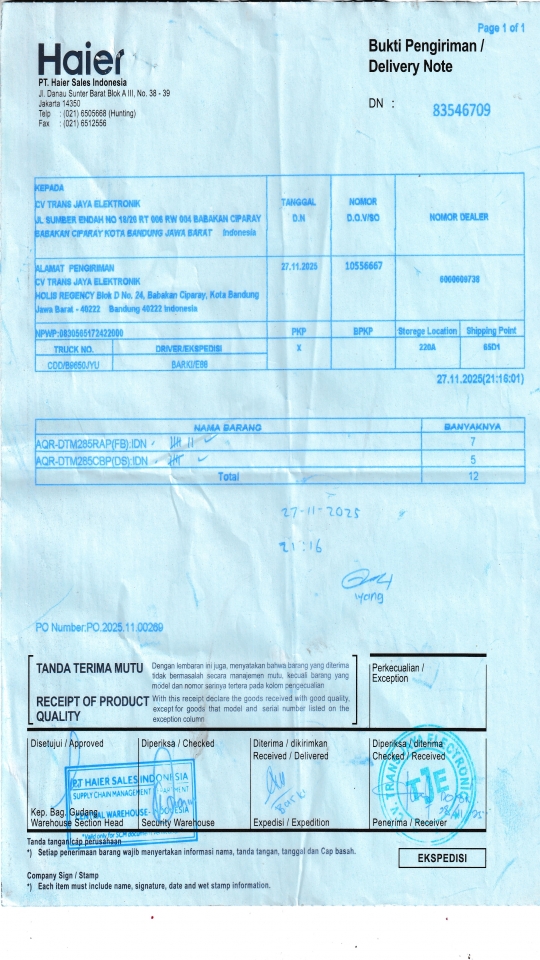 Page 1 of 1
Haier
PT. Haier Sales Indonesia
Jl. Danau Sunter Barat Blok A III, No. 38 - 39
Jakarta 14350
Telp : (021) 6505668 (Hunting)
Fax : (021) 6512556
Bukti Pengiriman /
Delivery Note
DN : 83546709
KEPADA
CV TRANS JAYA ELEKTRONIK
JL SUMBER ENDAH NO 18/20 RT 006 RW 004 BABAKAN CIPARAY
BABAKAN CIPARAY KOTA BANDUNG JAWA BARAT Indonesia
TANGGAL
D.N
NOMOR
D.O.V/SO
NOMOR DEALER
ALAMAT PENGIRIMAN
CV TRANS JAYA ELEKTRONIK
HOLIS REGENCY Blok D No. 24, Babakan Ciparay, Kota Bandung
Jawa Barat - 40222 Bandung 40222 Indonesia
27.11.2025
10556667
6000609738
NPWP:0830565172422000
PKP
BPKP
Storege Location
Shipping Point
TRUCK NO.
DRIVER/EKSPEDISI
X
220A
65D1
CDD/B9650JYU
BARKI/E88
27.11.2025(21:16:01)
NAMA BARANG
BANYAKNYA
AQR-DTM285RAP(FB):IDN
7
AQR-DTM285CBP(DS):IDN
5
Total
12
27-11-2025
21:16
iyang
PO Number:PO.2025.11.00269
TANDA TERIMA MUTU
Dengan lembaran ini juga, menyatakan bahwa barang yang diterima
tidak bermasalah secara manajemen mutu, kecuali barang yang
model dan nomor serinya tertera pada kolom pengecualian
RECEIPT OF PRODUCT
QUALITY
With this receipt declare the goods received with good quality,
except for goods that model and serial number listed on the
exception column
Perkecualian /
Exception
Disetujui / Approved
Diperiksa / Checked
Diterima / dikirimkan
Received / Delivered
Diperiksa / diterima
Checked / Received
PT HAIER SALES INDONESIA
SUPPLY CHAIN MANAGEMENT
WAREHOUSE
Barki
TRANS JAYA ELECTRONIC
TJE
Kep. Bag. Gudang
Warehouse Section Head
Security Warehouse
Expedisi / Expedition
Penerima / Receiver
Tanda tangan/cap perusahaan
*) Setiap penerimaan barang wajib menyertakan informasi nama, tanda tangan, tanggal dan Cap basah.
EKSPEDISI
Company Sign / Stamp
*) Each item must include name, signature, date and wet stamp information.